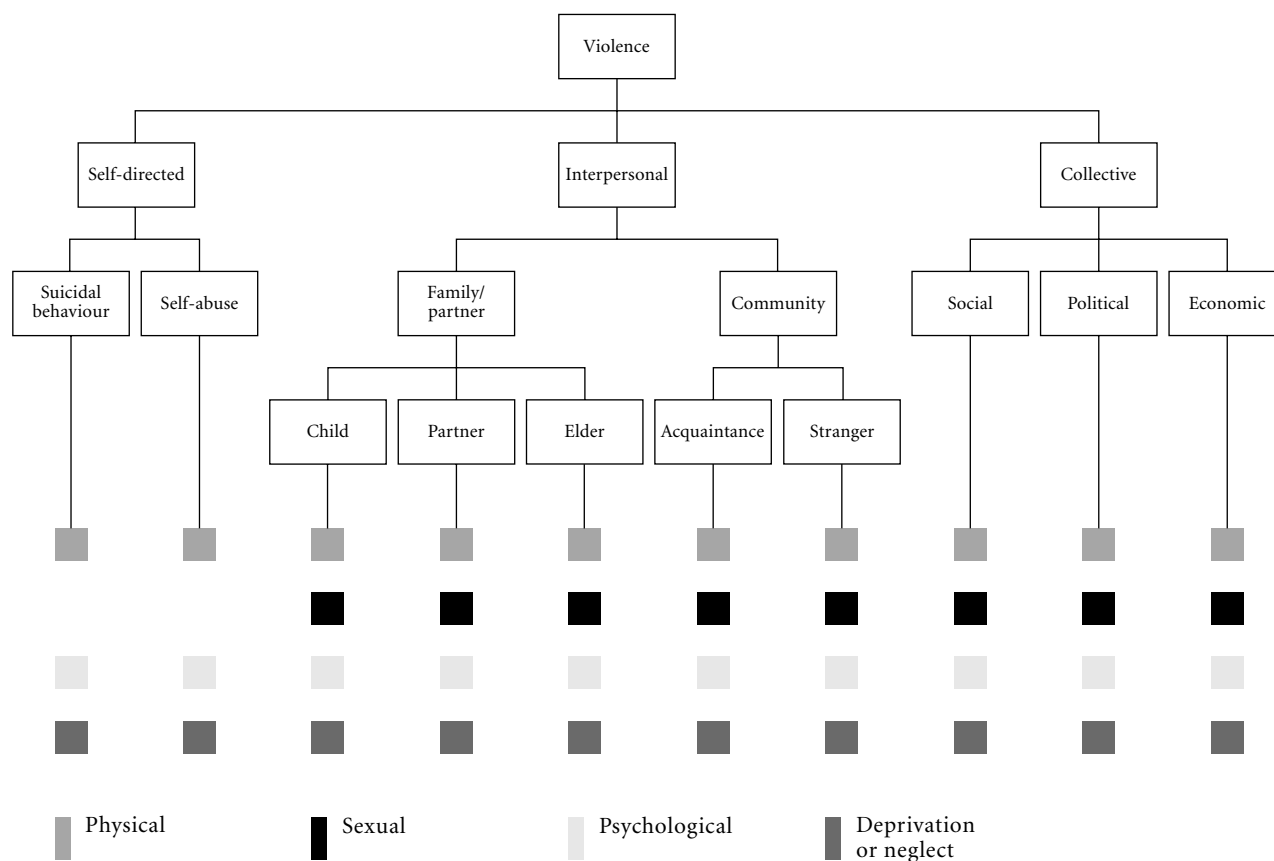 Violence
Self-directed
Interpersonal
Collective
Suicidal
behaviour
Self-abuse
Family/
partner
Community
Social
Political
Economic
Child
Partner
Elder
Acquaintance
Stranger
Physical
Sexual
Psychological
Deprivation
or neglect